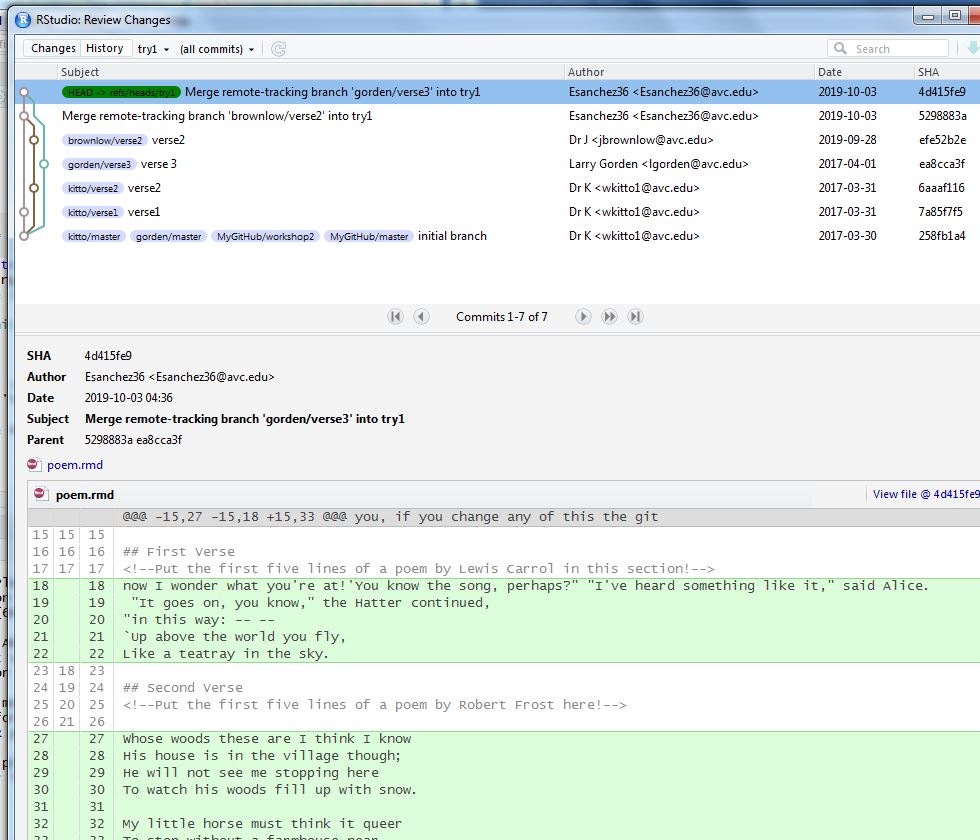 RStudio: Review Changes
Changes History try1 (all commits) Search
Subject Author Date SHA
HEAD -> refs/heads/try1 Merge remote-tracking branch 'gorden/verse3' into try1 Esanchez36 <Esanchez36@avc.edu> 2019-10-03 4d415fe9
Merge remote-tracking branch 'brownlow/verse2' into try1 Esanchez36 <Esanchez36@avc.edu> 2019-10-03 5298883a
brownlow/verse2 verse2 Dr J <jbrownlow@avc.edu> 2019-09-28 efe52b2e
gorden/verse3 verse 3 Larry Gorden <lgorden@avc.edu> 2017-04-01 ea8cca3f
kitto/verse2 verse2 Dr K <wkitto1@avc.edu> 2017-03-31 6aaaf116
kitto/verse1 verse1 Dr K <wkitto1@avc.edu> 2017-03-31 7a85f7f5
kitto/master gorden/master MyGitHub/workshop2 MyGitHub/master initial branch Dr K <wkitto1@avc.edu> 2017-03-30 258fb1a4
Commits 1-7 of 7
SHA 4d415fe9
Author Esanchez36 <Esanchez36@avc.edu>
Date 2019-10-03 04:36
Subject Merge remote-tracking branch 'gorden/verse3' into try1
Parent 5298883a ea8cca3f
poem.rmd
poem.rmd View file @ 4d415fe9
@@@ -15,27 -15,18 +15,33 @@@ you, if you change any of this the git
15 15 15
16 16 16 ## First Verse
17 17 17 <!--Put the first five lines of a poem by Lewis Carrol in this section!-->
18 18 now I wonder what you're at!'You know the song, perhaps?" "I've heard something like it," said Alice.
19 19 "It goes on, you know," the Hatter continued,
20 20 "in this way: -- --
21 21 `Up above the world you fly,
22 22 Like a teatray in the sky.
23 18 23
24 19 24 ## Second Verse
25 20 25 <!--Put the first five lines of a poem by Robert Frost here!-->
26 21 26
27 27 Whose woods these are I think I know
28 28 His house is in the village though;
29 29 He will not see me stopping here
30 30 To watch his woods fill up with snow.
31 31
32 32 My little horse must think it queer
33 33 To stop without a farmhouse near